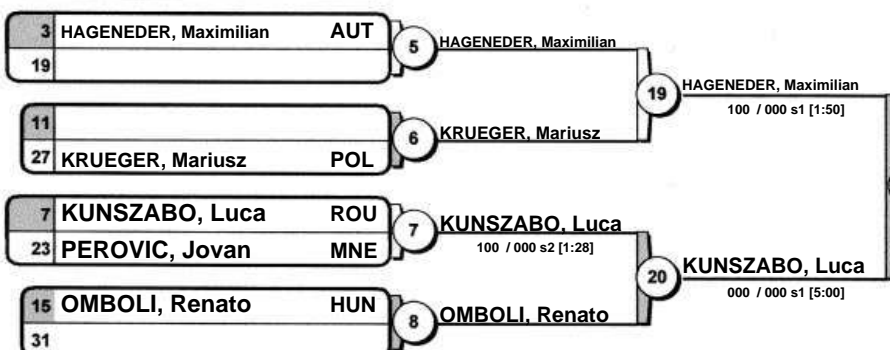 3 HAGENEDER, Maximilian AUT
19
5 HAGENEDER, Maximilian
11
27 KRUEGER, Mariusz POL
6 KRUEGER, Mariusz
19 HAGENEDER, Maximilian
100 / 000 s1 [1:50]
7 KUNSZABO, Luca ROU
23 PEROVIC, Jovan MNE
7 KUNSZABO, Luca
100 / 000 s2 [1:28]
15 OMBOLI, Renato HUN
31
8 OMBOLI, Renato
20 KUNSZABO, Luca
000 / 000 s1 [5:00]